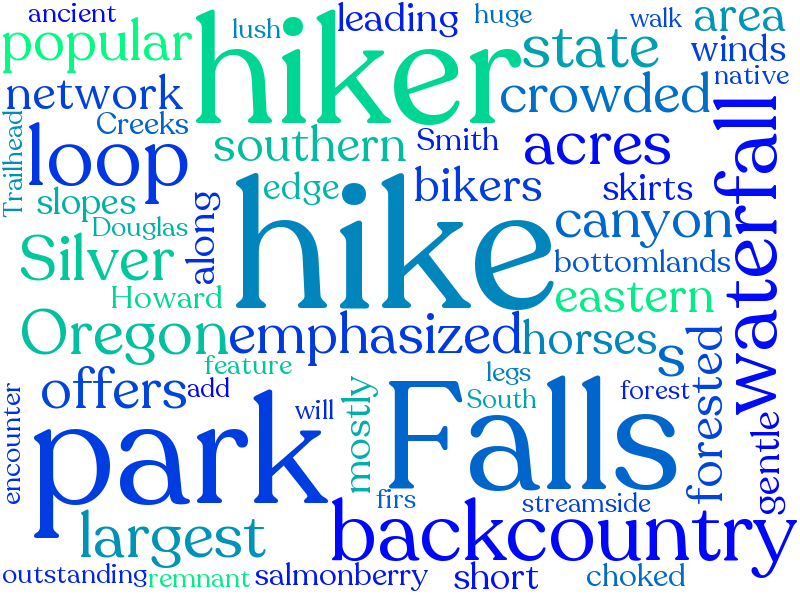 ancient
lush
leading
huge
walk
area
popular
hiker
state
winds
native
network
crowded
Creeks
Trailhead
loop
southern
Smith
acres
waterfall
edge
bikers
skirts
slopes
along
hike
canyon
Douglas
Silver
bottomlands
Howard
eastern
Oregon
emphasized
horses
s
forested
feature
offers
add
mostly
Falls
legs
South
forest
encounter
park
will
gentle
firs
streamside
largest
backcountry
outstanding
remnant
salmonberry
short
choked